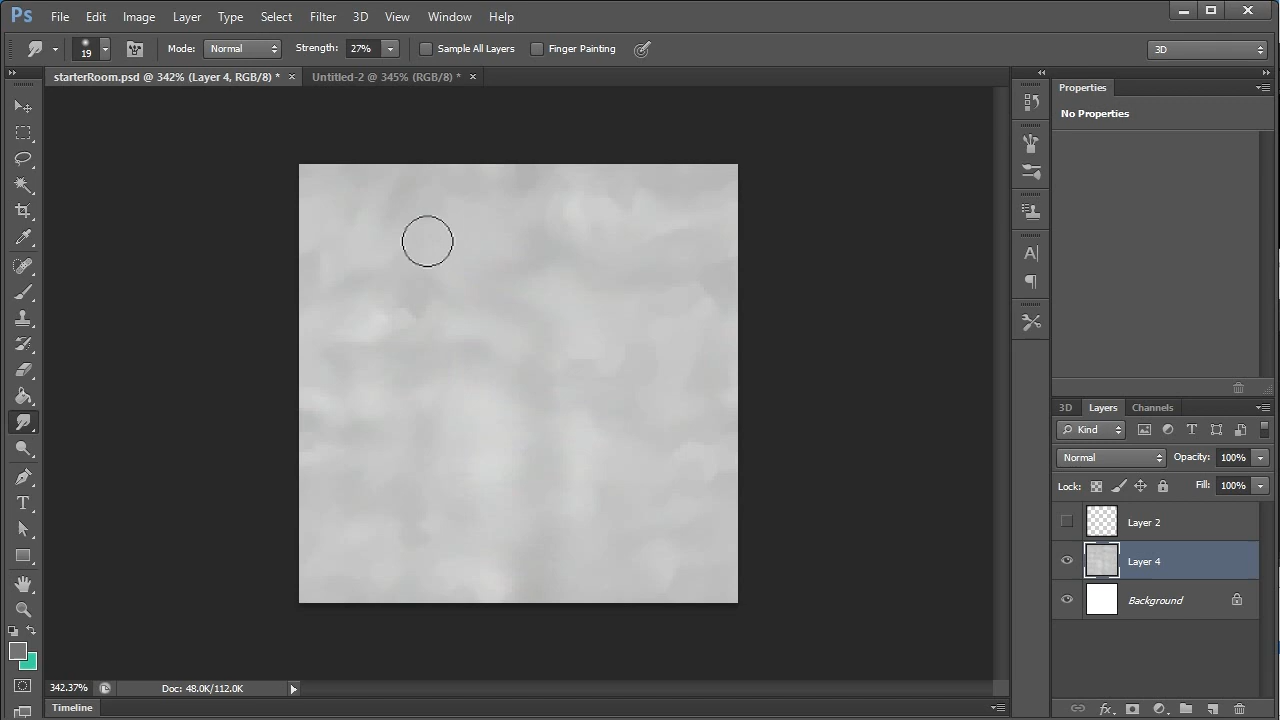 Ps File Edit Image Layer Type Select Filter 3D View Window Help
19 Mode: Normal Strength: 27% Sample All Layers Finger Painting 3D
starterRoom.psd @ 342% (Layer 4, RGB/8) * × Untitled-2 @ 345% (RGB/8) * ×
Properties
No Properties
3D Layers Channels
Kind
Normal Opacity: 100%
Lock: Fill: 100%
Layer 2
Layer 4
Background
342.37% Doc: 48.0K/112.0K
Timeline